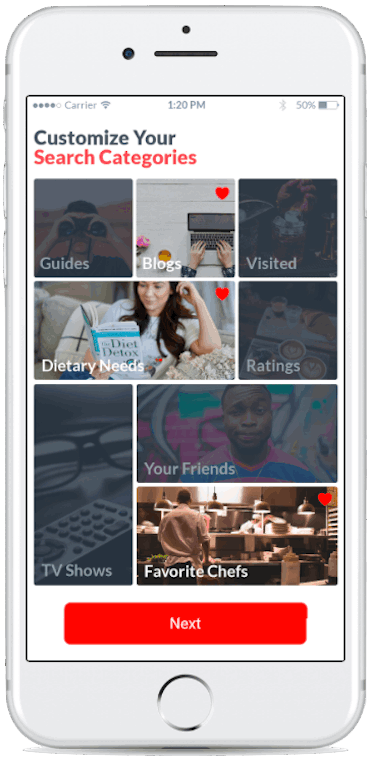 Carrier 1:20 PM 50%
Customize Your
Search Categories
Guides Blogs Visited
The Diet
Detox
Dietary Needs Ratings
Your Friends
TV Shows Favorite Chefs
Next